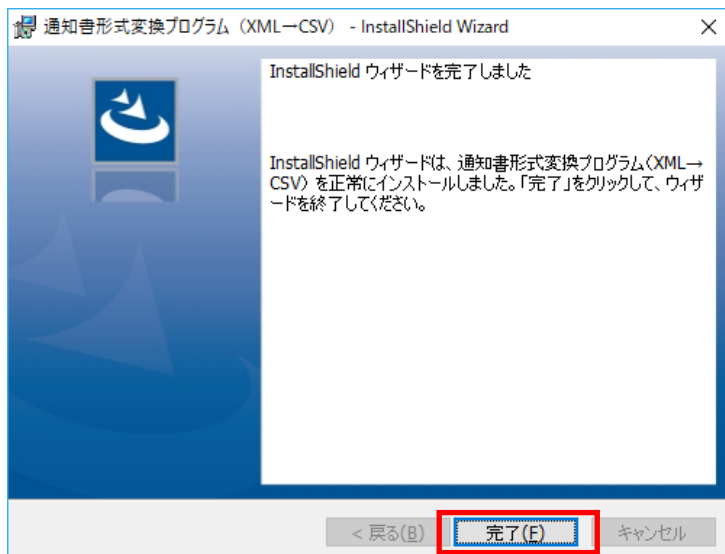 通知書形式変換プログラム（XML→CSV） - InstallShield Wizard
InstallShield ウィザードを完了しました
InstallShield ウィザードは、通知書形式変換プログラム（XML→
CSV） を正常にインストールしました。「完了」をクリックして、ウィザ
ードを終了してください。
< 戻る(B) 完了(F) キャンセル